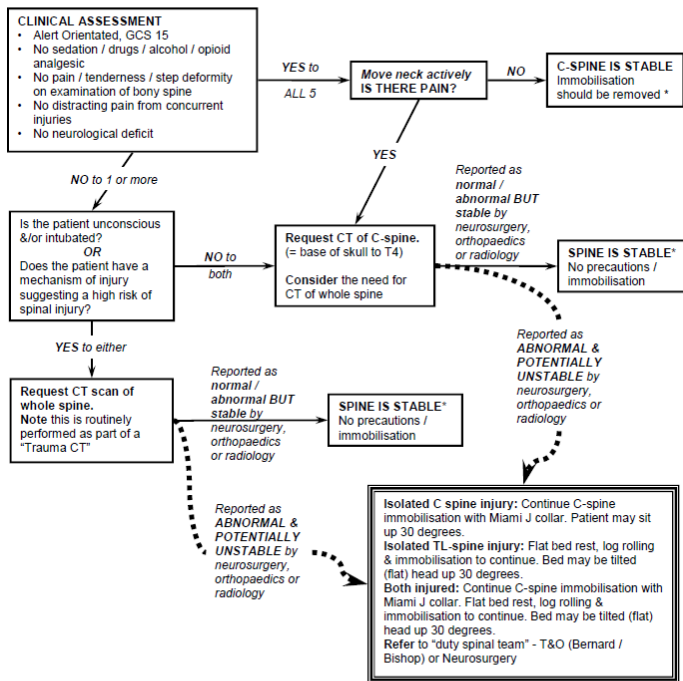 CLINICAL ASSESSMENT
• Alert Orientated, GCS 15
• No sedation / drugs / alcohol / opioid
analgesic
• No pain / tenderness / step deformity
on examination of bony spine
• No distracting pain from concurrent
injuries
• No neurological deficit
YES to
ALL 5
Move neck actively
IS THERE PAIN?
NO
C-SPINE IS STABLE
Immobilisation
should be removed *
YES
NO to 1 or more
Is the patient unconscious
&/or intubated?
OR
Does the patient have a
mechanism of injury
suggesting a high risk of
spinal injury?
NO to
both
Request CT of C-spine.
(= base of skull to T4)
Consider the need for
CT of whole spine
Reported as
normal /
abnormal BUT
stable by
neurosurgery,
orthopaedics
or radiology
SPINE IS STABLE*
No precautions /
immobilisation
YES to either
Request CT scan of
whole spine.
Note this is routinely
performed as part of a
“Trauma CT”
Reported as
normal /
abnormal BUT
stable by
neurosurgery,
orthopaedics
or radiology
SPINE IS STABLE*
No precautions /
immobilisation
Reported as
ABNORMAL &
POTENTIALLY
UNSTABLE by
neurosurgery,
orthopaedics or
radiology
Reported as
ABNORMAL &
POTENTIALLY
UNSTABLE by
neurosurgery,
orthopaedics or
radiology
Isolated C spine injury: Continue C-spine
immobilisation with Miami J collar. Patient may sit
up 30 degrees.
Isolated TL-spine injury: Flat bed rest, log rolling
& immobilisation to continue. Bed may be tilted
(flat) head up 30 degrees.
Both injured: Continue C-spine immobilisation with
Miami J collar. Flat bed rest, log rolling &
immobilisation to continue. Bed may be tilted (flat)
head up 30 degrees.
Refer to “duty spinal team” - T&O (Bernard /
Bishop) or Neurosurgery